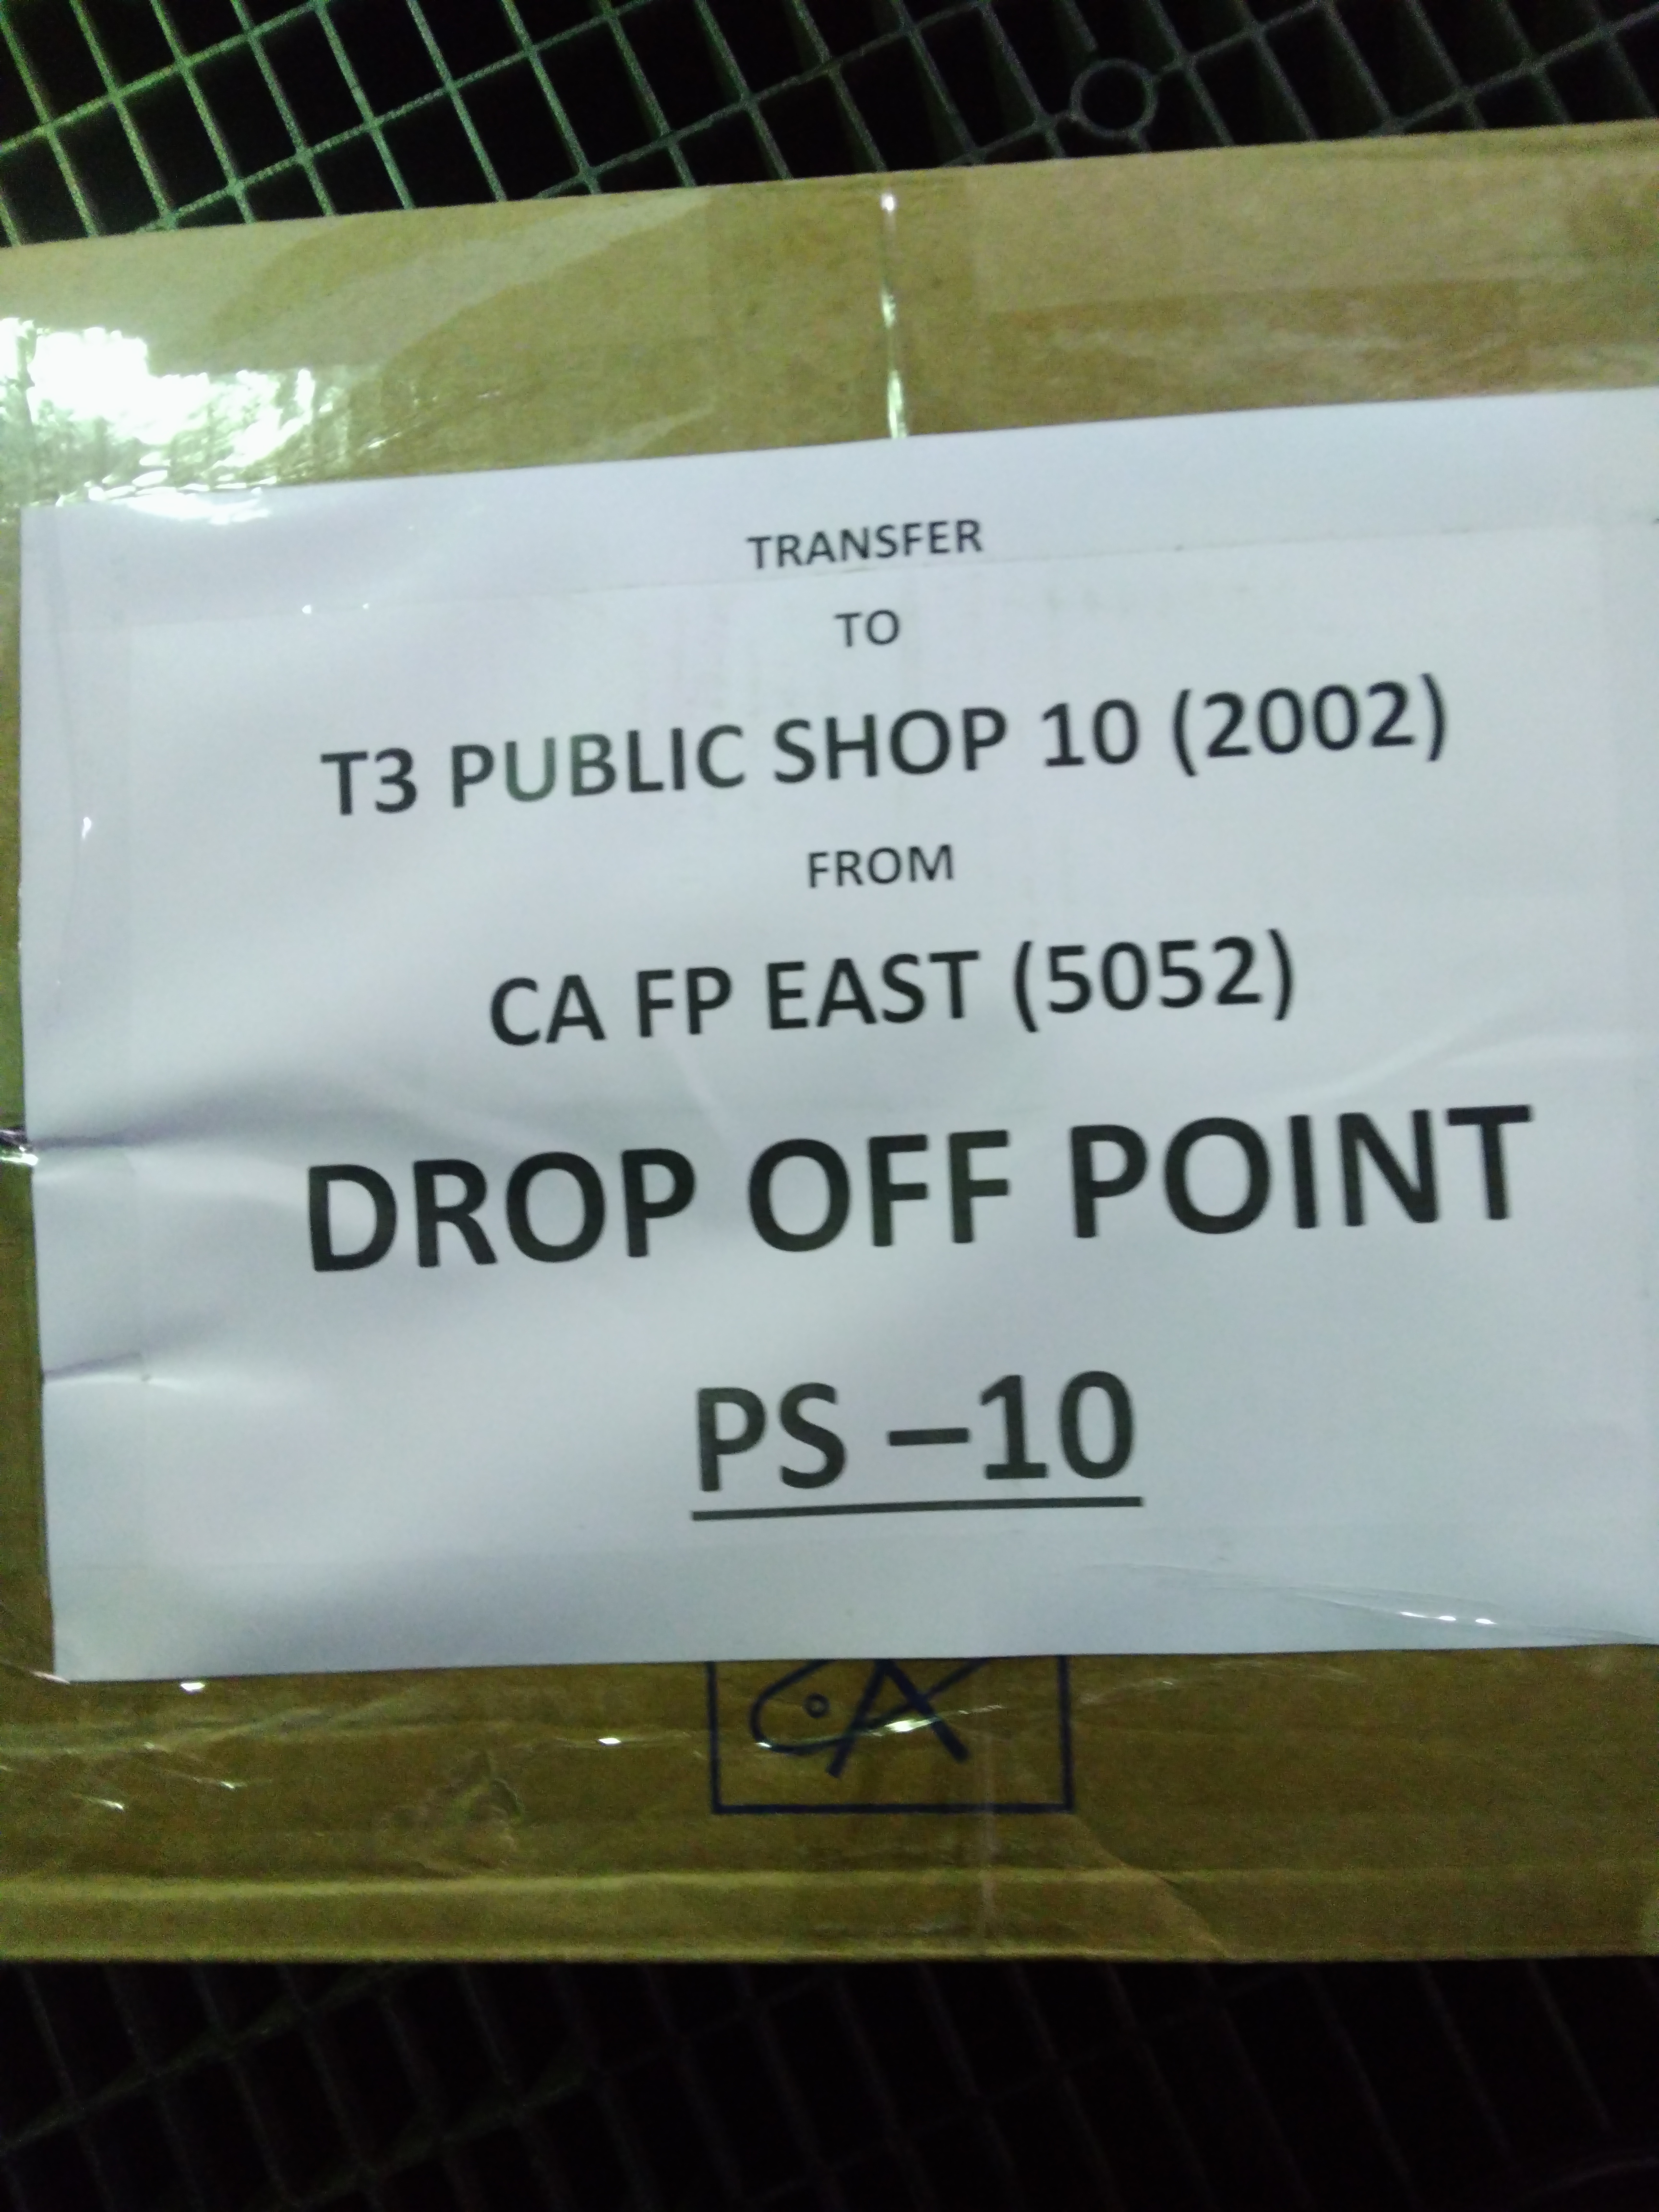 TRANSFER
TO
T3 PUBLIC SHOP 10 (2002)
FROM
CA FP EAST (5052)
DROP OFF POINT
PS –10